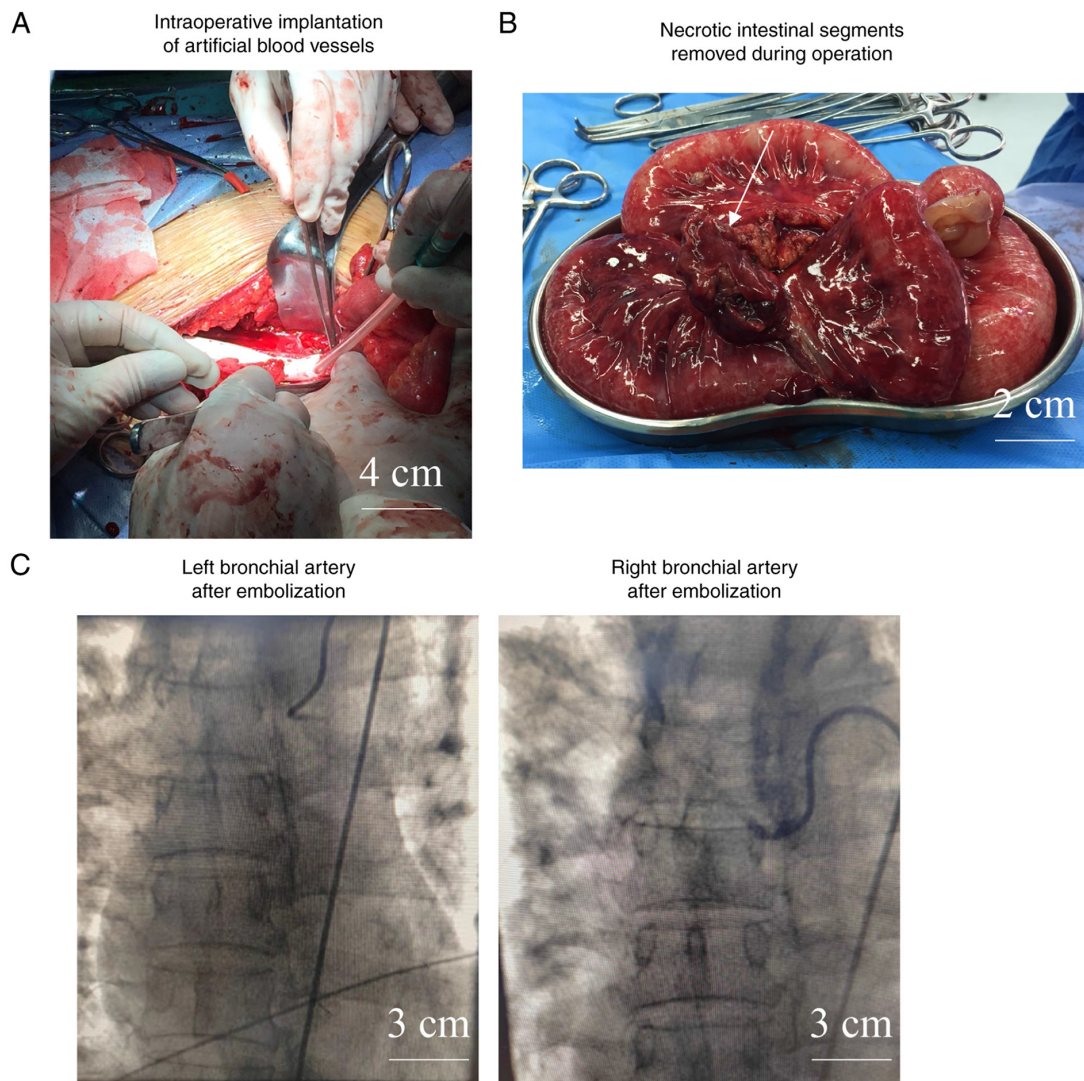 A
Intraoperative implantation
of artificial blood vessels
4 cm
B
Necrotic intestinal segments
removed during operation
2 cm
C
Left bronchial artery
after embolization
3 cm
Right bronchial artery
after embolization
3 cm